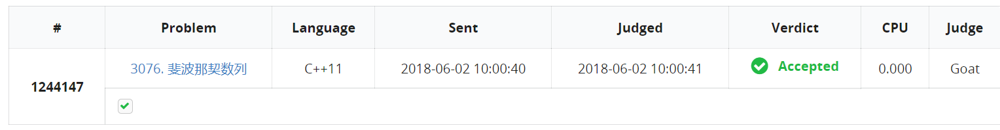 # Problem Language Sent Judged Verdict CPU Judge
1244147 3076. 斐波那契数列 C++11 2018-06-02 10:00:40 2018-06-02 10:00:41 Accepted 0.000 Goat